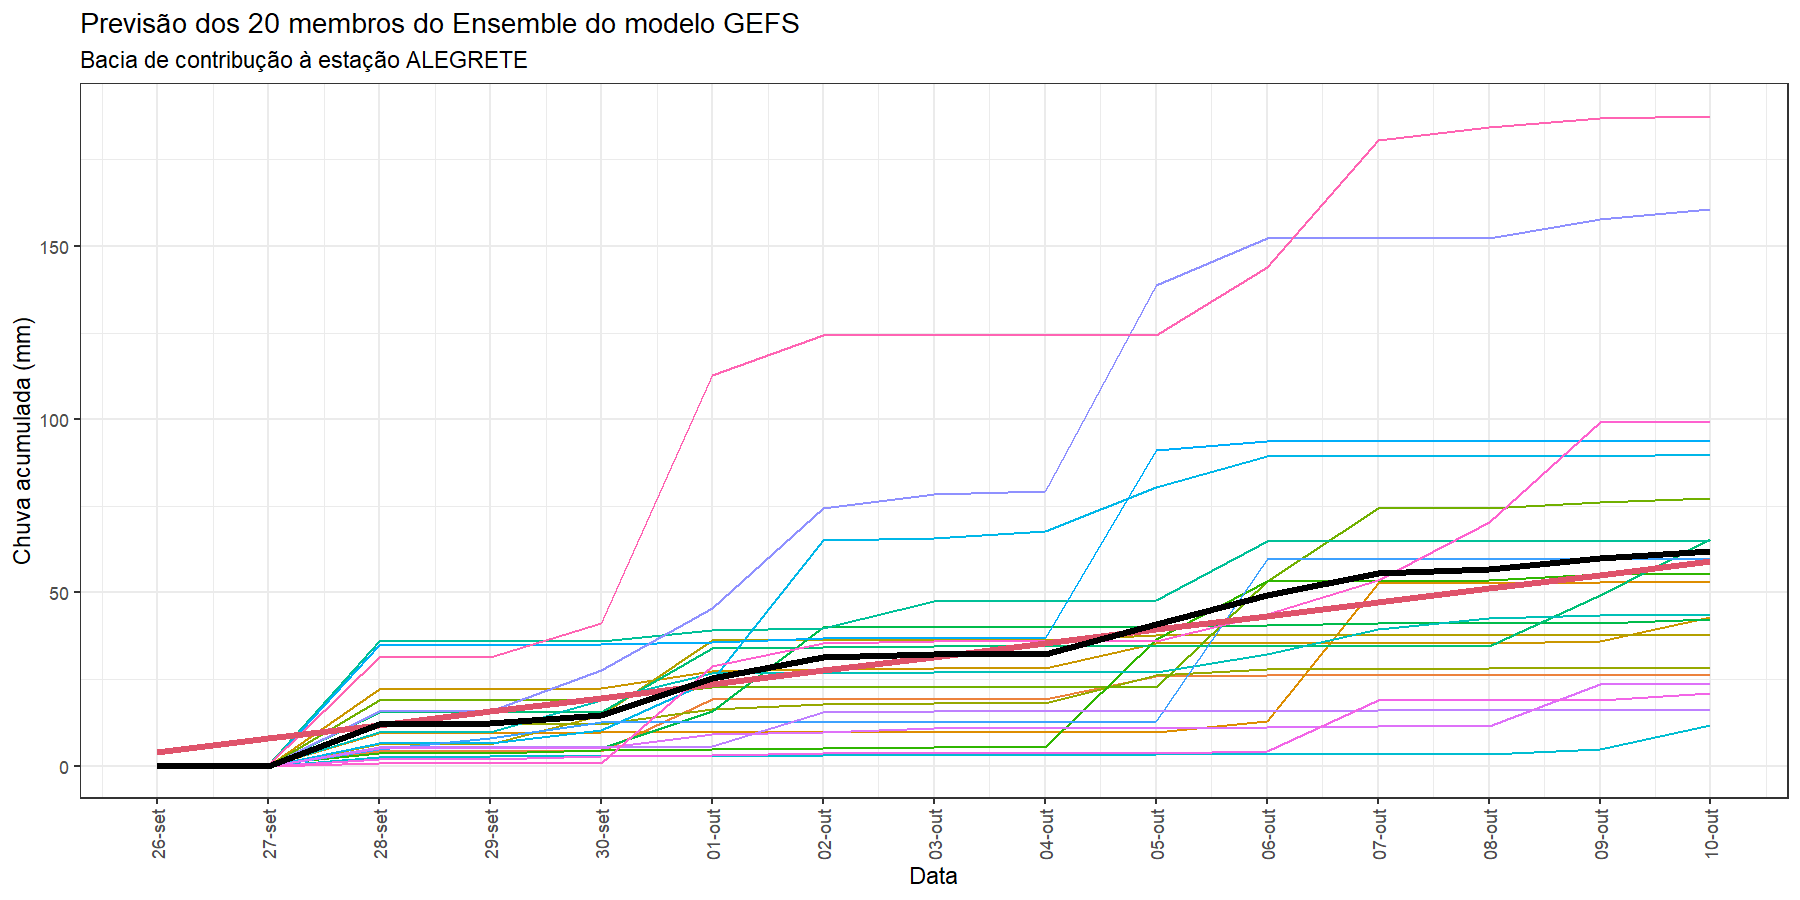 Previsão dos 20 membros do Ensemble do modelo GEFS
Bacia de contribução à estação ALEGRETE
Chuva acumulada (mm)
150
100
50
0
26-set
27-set
28-set
29-set
30-set
01-out
02-out
03-out
04-out
05-out
06-out
07-out
08-out
09-out
10-out
Data